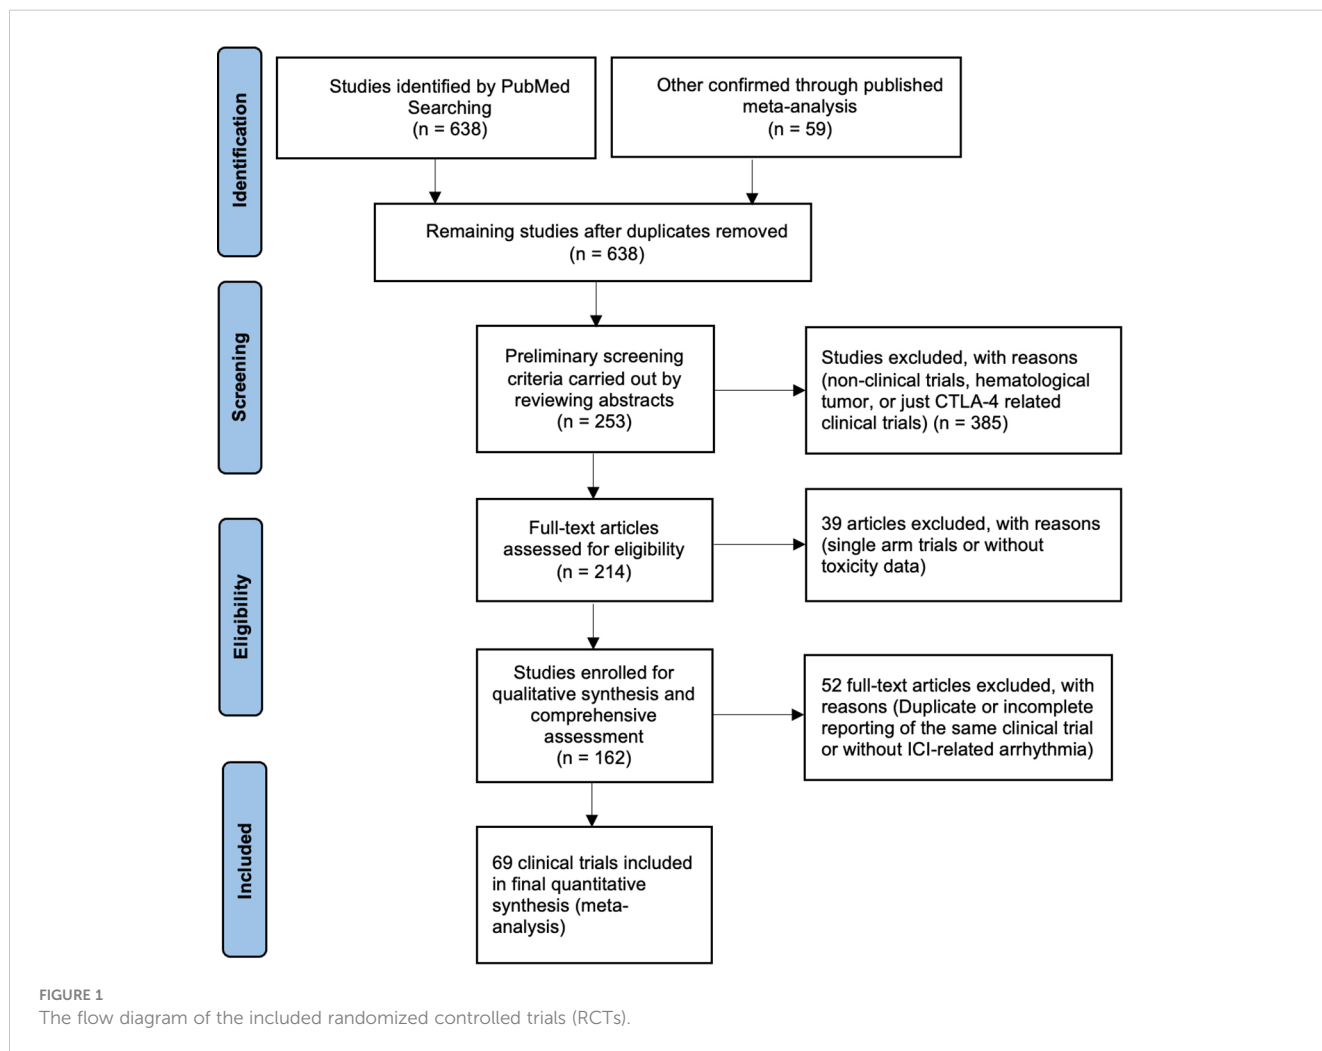 Identification
Studies identified by PubMed
Searching
(n = 638)
Other confirmed through published
meta-analysis
(n = 59)
Remaining studies after duplicates removed
(n = 638)
Screening
Preliminary screening
criteria carried out by
reviewing abstracts
(n = 253)
Studies excluded, with reasons
(non-clinical trials, hematological
tumor, or just CTLA-4 related
clinical trials) (n = 385)
Eligibility
Full-text articles
assessed for eligibility
(n = 214)
39 articles excluded, with reasons
(single arm trials or without
toxicity data)
Studies enrolled for
qualitative synthesis and
comprehensive
assessment
(n = 162)
52 full-text articles excluded, with
reasons (Duplicate or incomplete
reporting of the same clinical trial
or without ICI-related arrhythmia)
Included
69 clinical trials included
in final quantitative
synthesis (meta-
analysis)
FIGURE 1
The flow diagram of the included randomized controlled trials (RCTs).